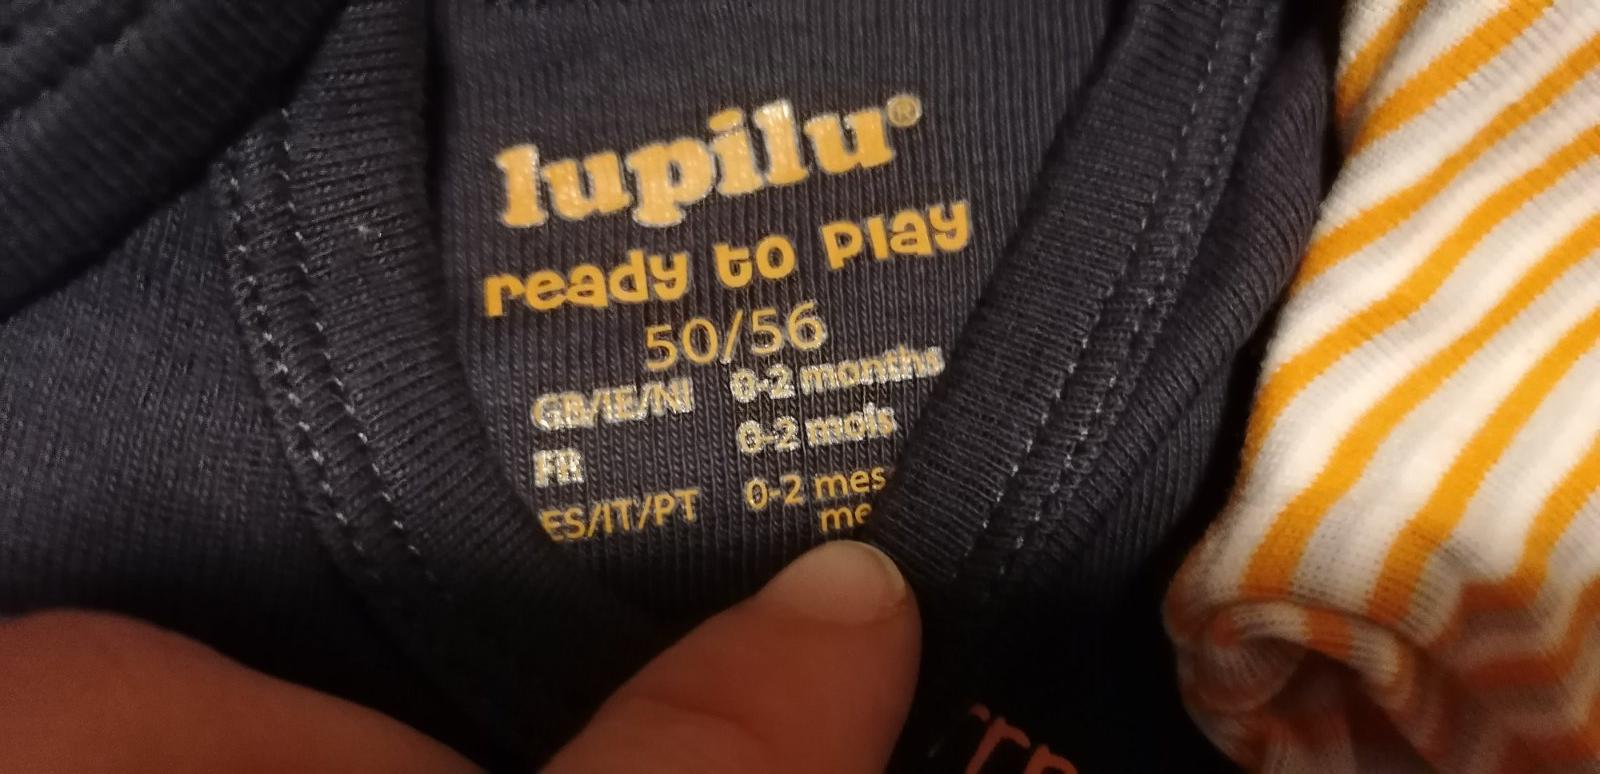 lupilu®
ready to play
50/56
GB/IE/NI 0-2 months
FR 0-2 mois
ES/IT/PT 0-2 mes
me